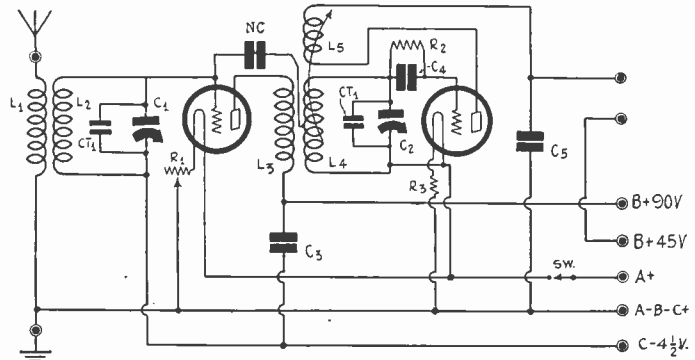 NC
L5
R2
C4
L1
L2
C1
CT1
CT1
C2
L3
L4
R1
R3
C5
C3
B+90V
B+45V
SW.
A+
A-B-C+
C-4½V.